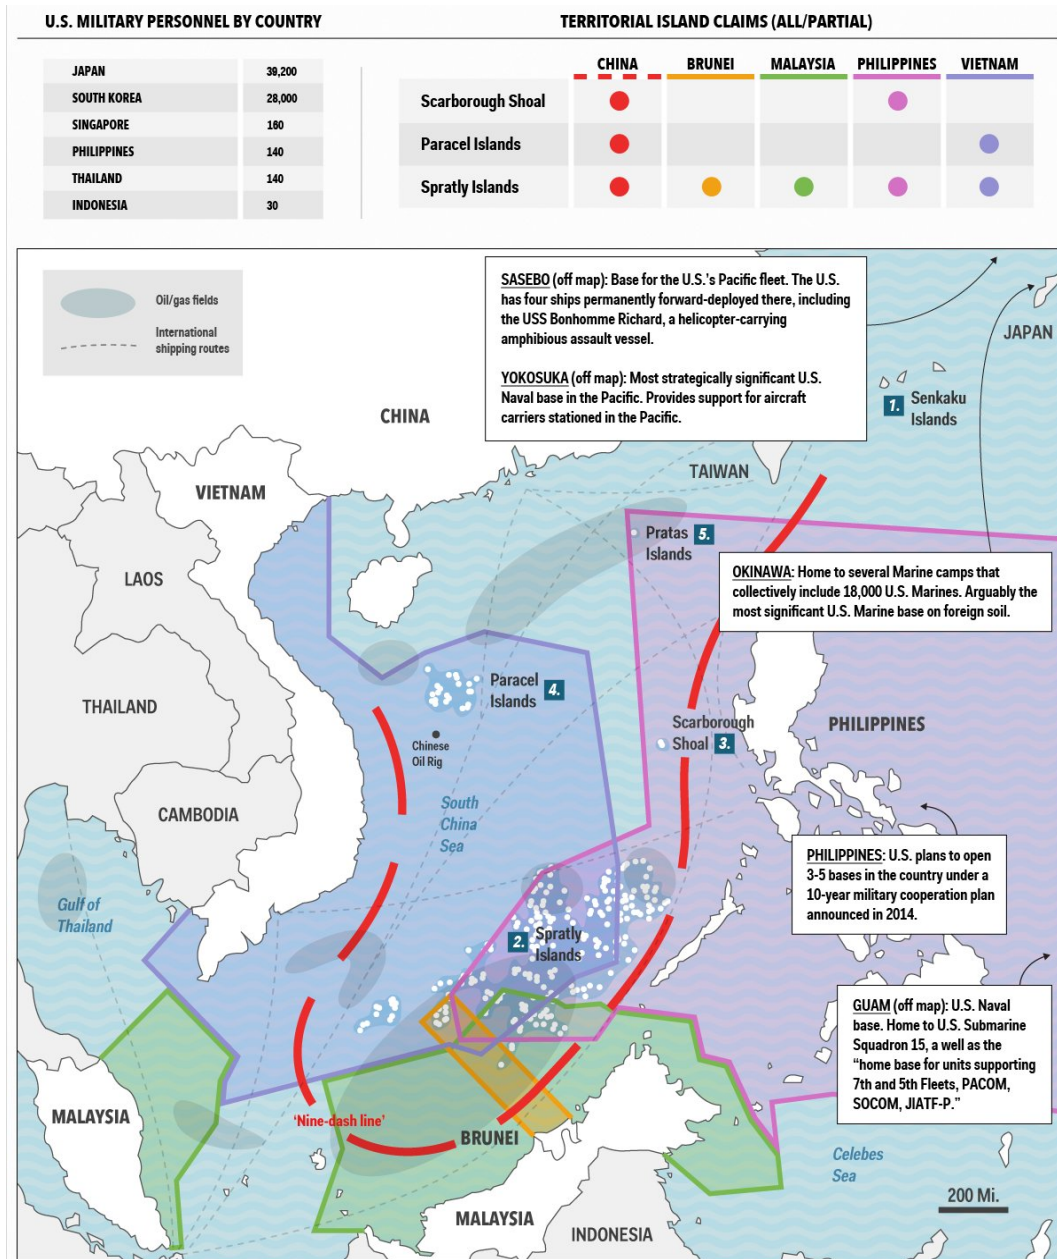 U.S. MILITARY PERSONNEL BY COUNTRY
JAPAN 39,200
SOUTH KOREA 28,000
SINGAPORE 160
PHILIPPINES 140
THAILAND 140
INDONESIA 30
TERRITORIAL ISLAND CLAIMS (ALL/PARTIAL)
CHINA BRUNEI MALAYSIA PHILIPPINES VIETNAM
Scarborough Shoal
Paracel Islands
Spratly Islands
Oil/gas fields
International
shipping routes
SASEBO (off map): Base for the U.S.'s Pacific fleet. The U.S.
has four ships permanently forward-deployed there, including
the USS Bonhomme Richard, a helicopter-carrying
amphibious assault vessel.
YOKOSUKA (off map): Most strategically significant U.S.
Naval base in the Pacific. Provides support for aircraft
carriers stationed in the Pacific.
JAPAN
1. Senkaku
Islands
CHINA
TAIWAN
VIETNAM
Pratas 5.
Islands
LAOS
OKINAWA: Home to several Marine camps that
collectively include 18,000 U.S. Marines. Arguably the
most significant U.S. Marine base on foreign soil.
Paracel
Islands 4.
THAILAND
Scarborough
Shoal 3.
PHILIPPINES
Chinese
Oil Rig
CAMBODIA
South
China
Sea
PHILIPPINES: U.S. plans to open
3-5 bases in the country under a
10-year military cooperation plan
announced in 2014.
Gulf of
Thailand
2. Spratly
Islands
GUAM (off map): U.S. Naval
base. Home to U.S. Submarine
Squadron 15, a well as the
"home base for units supporting
7th and 5th Fleets, PACOM,
SOCOM, JIATF-P."
MALAYSIA
'Nine-dash line'
BRUNEI
Celebes
Sea
200 Mi.
MALAYSIA
INDONESIA